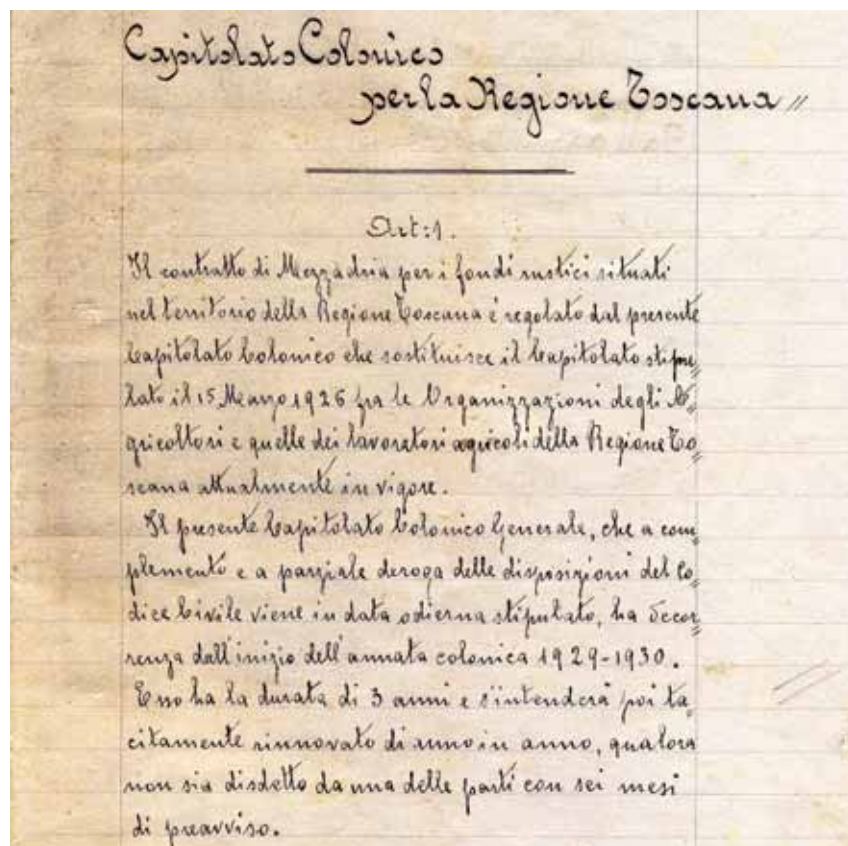 Capitolato Colonico
per la Regione Toscana //
Art: 1.
Il contratto di Mezzadria per i fondi rustici situati
nel territorio della Regione Toscana é regolato dal presente
Capitolato Colonico che sostituisce il Capitolato stipu„
lato il 15 Marzo 1926 fra le Organizzazioni degli A„
gricoltori e quelle dei lavoratori agricoli della Regione To„
scana attualmente in vigore.
Il presente Capitolato Colonico Generale, che a com„
plemento e a parziale deroga delle disposizioni del Co„
dice Civile viene in data odierna stipulato, ha decor„
renza dall'inizio dell'annata colonica 1929-1930.
Esso ha la durata di 3 anni e s'intenderà poi ta„
citamente rinnovato di anno in anno, qualora
non sia disdetto da una delle parti con sei mesi
di preavviso.